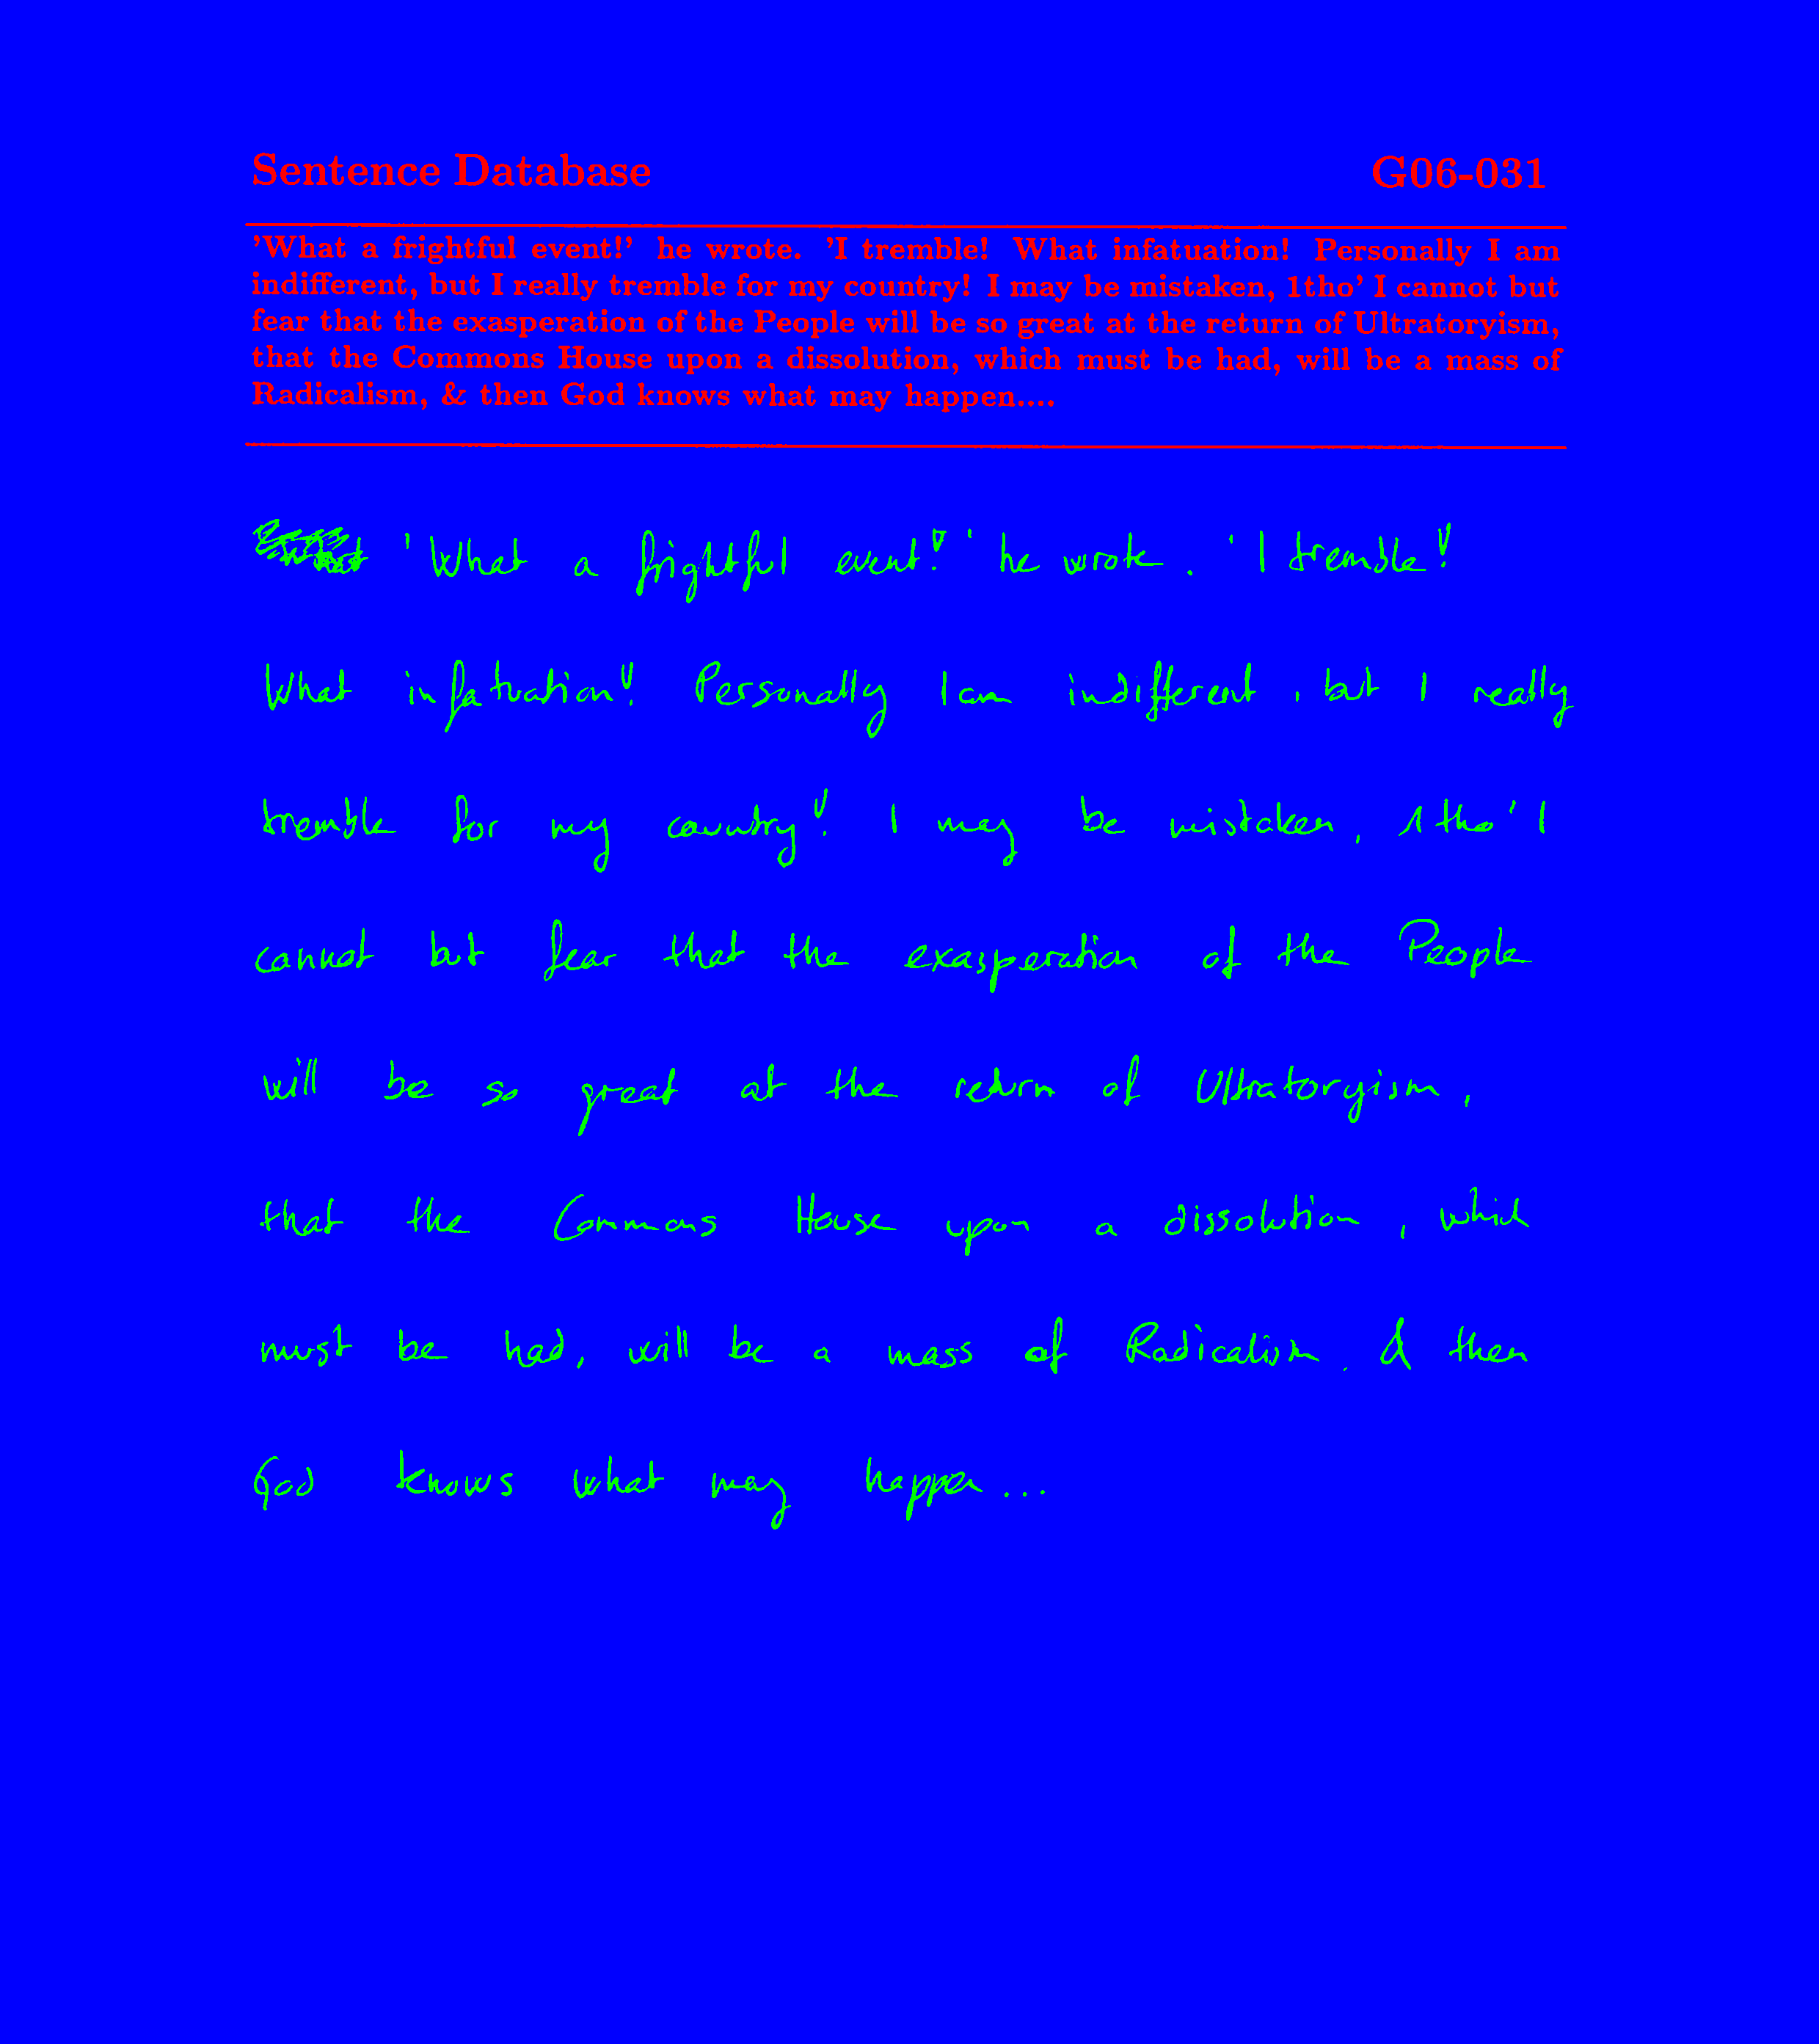 Sentence Database G06-031
'What a frightful event!' he wrote. 'I tremble! What infatuation! Personally I am
indifferent, but I really tremble for my country! I may be mistaken, 1tho' I cannot but
fear that the exasperation of the People will be so great at the return of Ultratoryism,
that the Commons House upon a dissolution, which must be had, will be a mass of
Radicalism, & then God knows what may happen....
'What a frightful event!' he wrote. 'I tremble!
What infatuation! Personally I am indifferent, but I really
tremble for my country! I may be mistaken, 1tho' I
cannot but fear that the exasperation of the People
will be so great at the return of Ultratoryism,
that the Commons House upon a dissolution, which
must be had, will be a mass of Radicalism. & then
God knows what may happen...